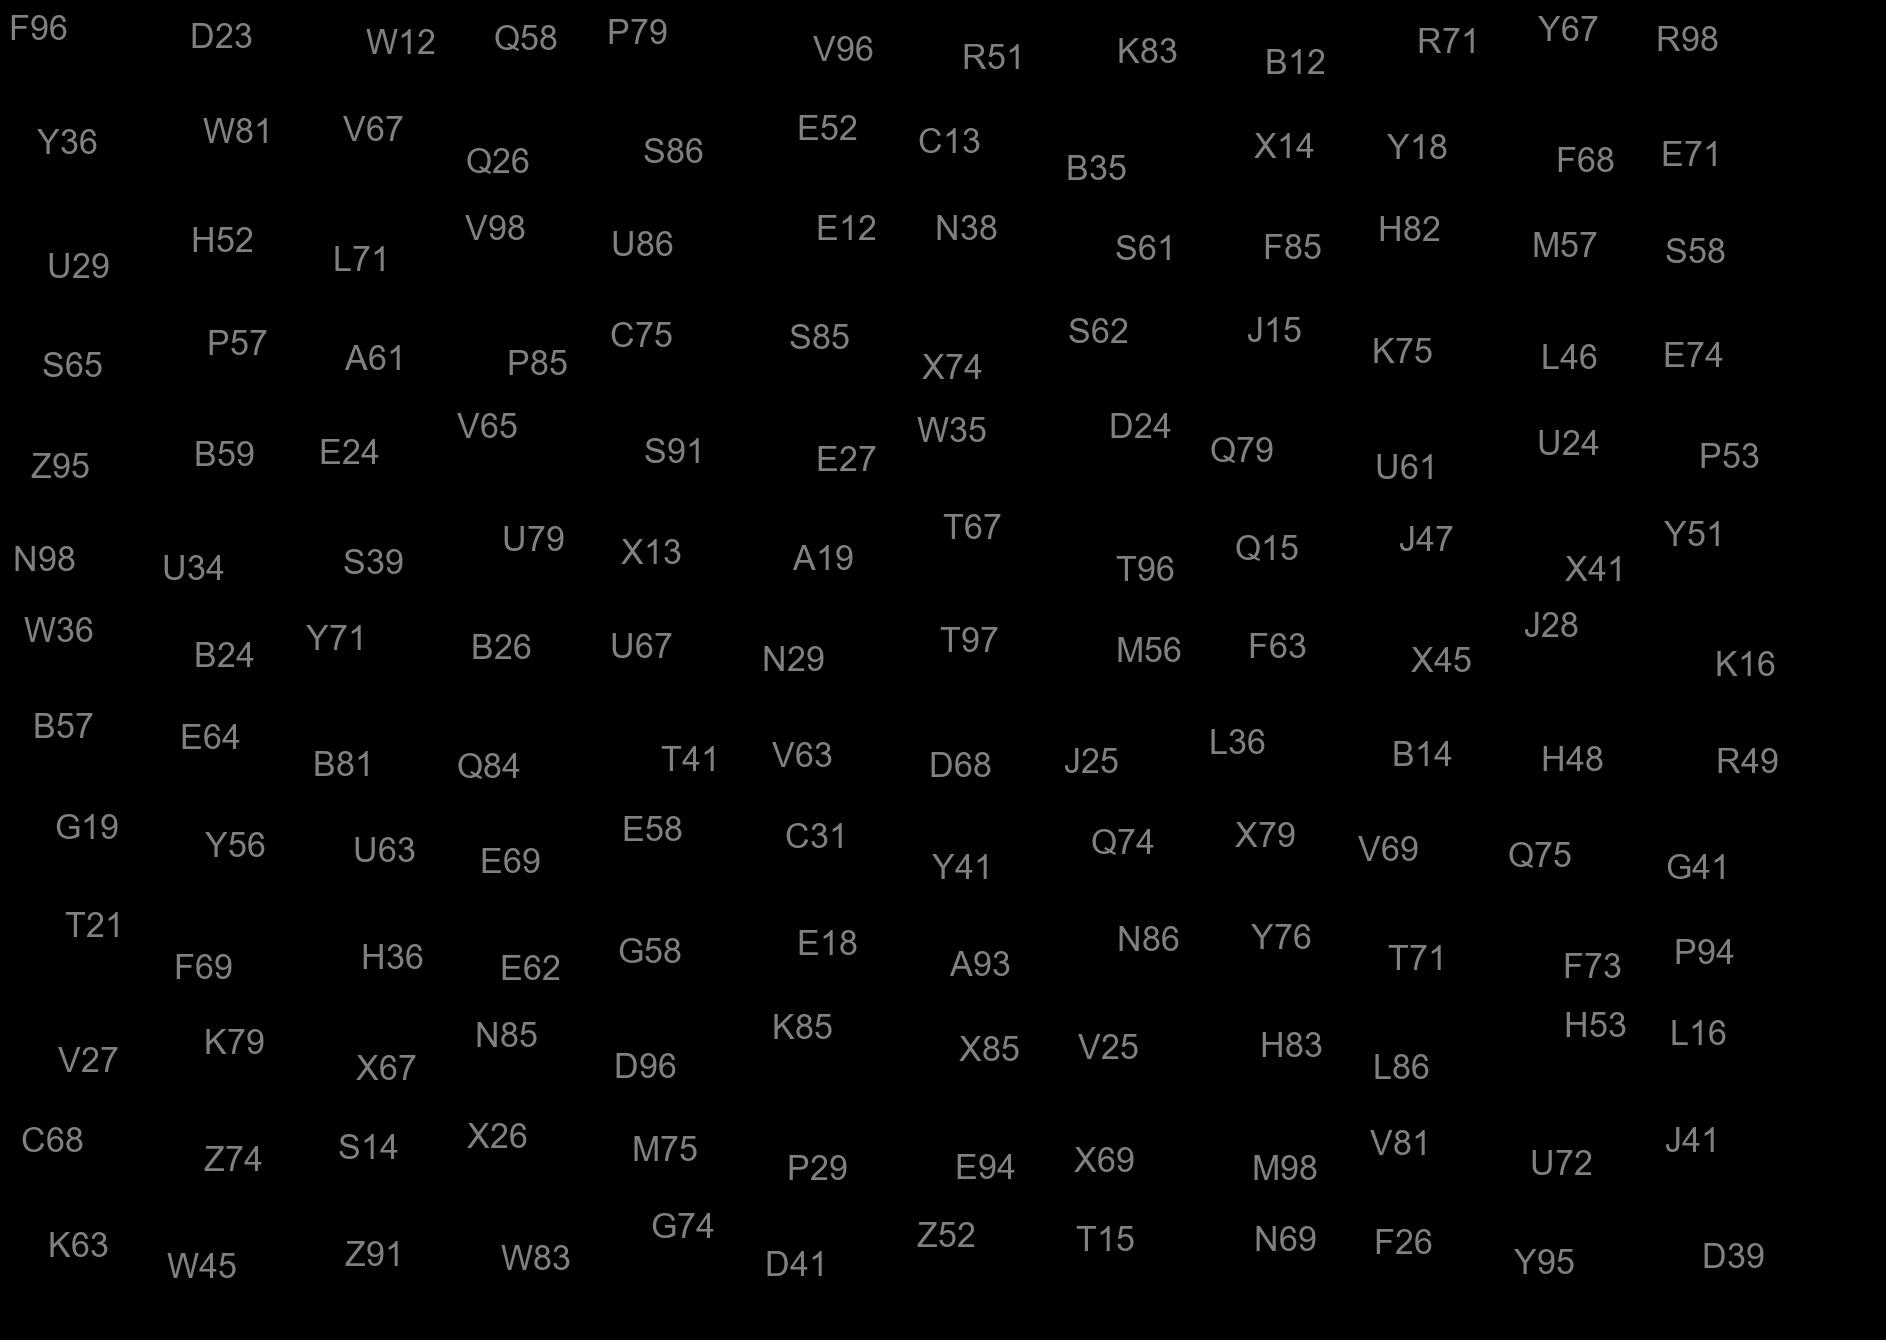 F96 D23 W12 Q58 P79 V96 R51 K83 B12 R71 Y67 R98
Y36 W81 V67 Q26 S86 E52 C13 B35 X14 Y18 F68 E71
U29 H52 L71 V98 U86 E12 N38 S61 F85 H82 M57 S58
S65 P57 A61 P85 C75 S85 X74 S62 J15 K75 L46 E74
Z95 B59 E24 V65 S91 E27 W35 D24 Q79 U61 U24 P53
N98 U34 S39 U79 X13 A19 T67 T96 Q15 J47 X41 Y51
W36 B24 Y71 B26 U67 N29 T97 M56 F63 X45 J28 K16
B57 E64 B81 Q84 T41 V63 D68 J25 L36 B14 H48 R49
G19 Y56 U63 E69 E58 C31 Y41 Q74 X79 V69 Q75 G41
T21 F69 H36 E62 G58 E18 A93 N86 Y76 T71 F73 P94
V27 K79 X67 N85 D96 K85 X85 V25 H83 L86 H53 L16
C68 Z74 S14 X26 M75 P29 E94 X69 M98 V81 U72 J41
K63 W45 Z91 W83 G74 D41 Z52 T15 N69 F26 Y95 D39